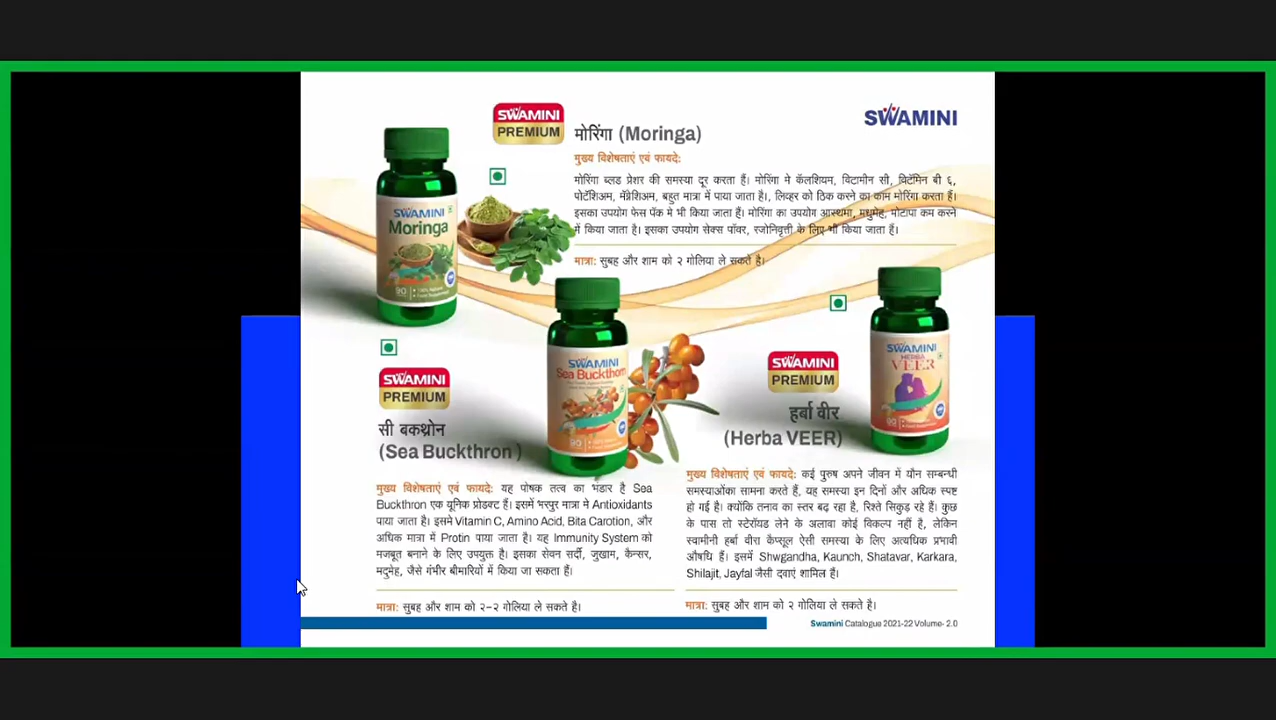 SWAMINI
PREMIUM
मोरिंगा (Moringa)
SWAMINI
मुख्य विशेषताएं एवं फायदे:
मोरिंगा ब्लड प्रेशर की समस्या दूर करता हैं। मोरिंगा मे कॅलशियम, विटामीन सी, विटॅमिन बी ६,
पोटॅशिअम, मॅग्नेशिअम, बहुत मात्रा में पाया जाता है।, लिव्हर को ठिक करने का काम मोरिंगा करता हैं।
इसका उपयोग फेस पॅक मे भी किया जाता हैं। मोरिंगा का उपयोग आस्थमा, मधुमेह, मोटापा कम करने
में किया जाता है। इसका उपयोग सेक्स पॉवर, रजोनिवृत्ती के लिए भी किया जाता हैं।
मात्रा: सुबह और शाम को २ गोलिया ले सकते है।
SWAMINI
Moringa
90
SWAMINI
PREMIUM
सी बकथ्रोन
(Sea Buckthron)
SWAMINI
Sea Buckthorn
90
मुख्य विशेषताएं एवं फायदे: यह पोषक तत्व का भंडार है Sea
Buckthron एक यूनिक प्रोडक्ट हैं। इसमें भरपुर मात्रा मे Antioxidants
पाया जाता है। इसमे Vitamin C, Amino Acid, Bita Carotion, और
अधिक मात्रा में Protin पाया जाता है। यह Immunity System को
मजबूत बनाने के लिए उपयुक्त है। इसका सेवन सर्दी, जुखाम, कैन्सर,
मदुमेह, जैसे गंभीर बीमारियों में किया जा सकता हैं।
मात्रा: सुबह और शाम को २-२ गोलिया ले सकते है।
SWAMINI
PREMIUM
हर्बा वीर
(Herba VEER)
SWAMINI
HERBA
VEER
90
मुख्य विशेषताएं एवं फायदे: कई पुरुष अपने जीवन में यौन सम्बन्धी
समस्याओंका सामना करते हैं, यह समस्या इन दिनों और अधिक स्पष्ट
हो गई है। क्योंकि तनाव का स्तर बढ़ रहा है, रिश्ते सिकुड़ रहे हैं। कुछ
के पास तो स्टेरॉयड लेने के अलावा कोई विकल्प नहीं है, लेकिन
स्वामीनी हर्बा वीरा कैप्सूल ऐसी समस्या के लिए अत्यधिक प्रभावी
औषधि हैं। इसमें Shwgandha, Kaunch, Shatavar, Karkara,
Shilajit, Jayfal जैसी दवाएं शामिल हैं।
मात्रा: सुबह और शाम को २ गोलिया ले सकते है।
Swamini Catalogue 2021-22 Volume- 2.0